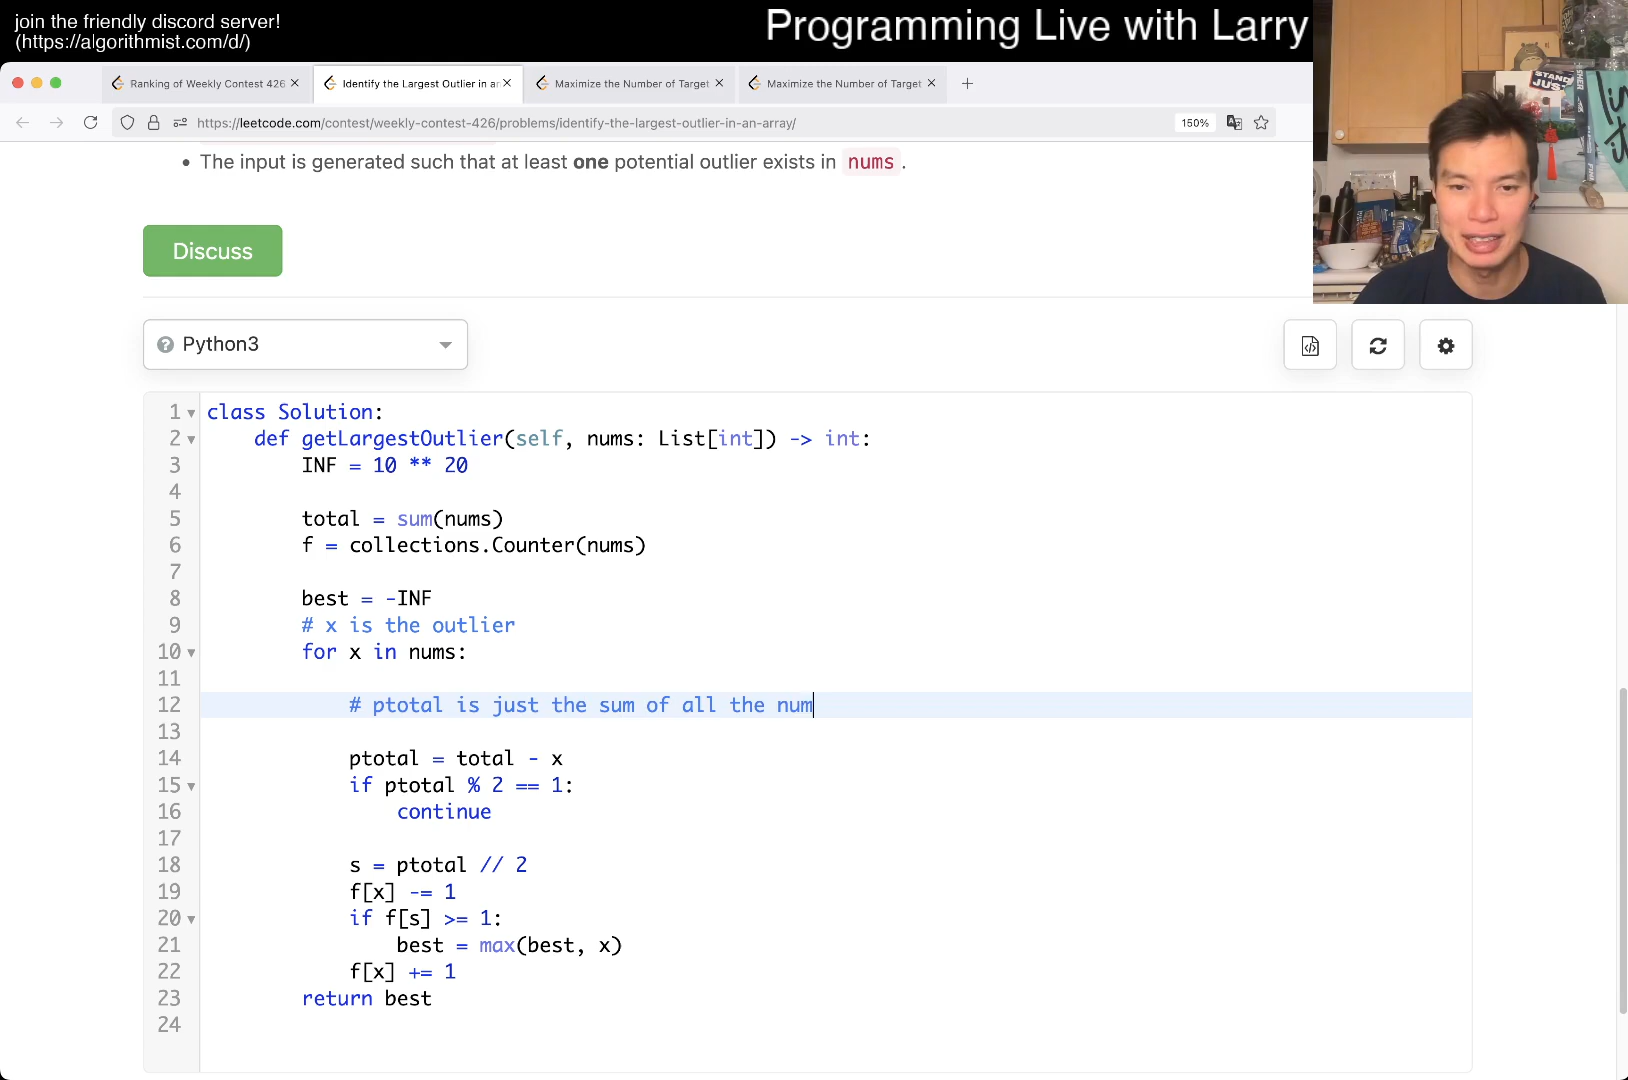 join the friendly discord server!
(https://algorithmist.com/d/)
Programming Live with Larry
Ranking of Weekly Contest 426
Identify the Largest Outlier in ar
Maximize the Number of Target
Maximize the Number of Target
https://leetcode.com/contest/weekly-contest-426/problems/identify-the-largest-outlier-in-an-array/
150%
• The input is generated such that at least one potential outlier exists in nums.
Discuss
Python3
1 class Solution:
2     def getLargestOutlier(self, nums: List[int]) -> int:
3         INF = 10 ** 20
4
5         total = sum(nums)
6         f = collections.Counter(nums)
7
8         best = -INF
9         # x is the outlier
10         for x in nums:
11
12             # ptotal is just the sum of all the num
13
14             ptotal = total - x
15             if ptotal % 2 == 1:
16                 continue
17
18             s = ptotal // 2
19             f[x] -= 1
20             if f[s] >= 1:
21                 best = max(best, x)
22             f[x] += 1
23         return best
24
STAND
JUS